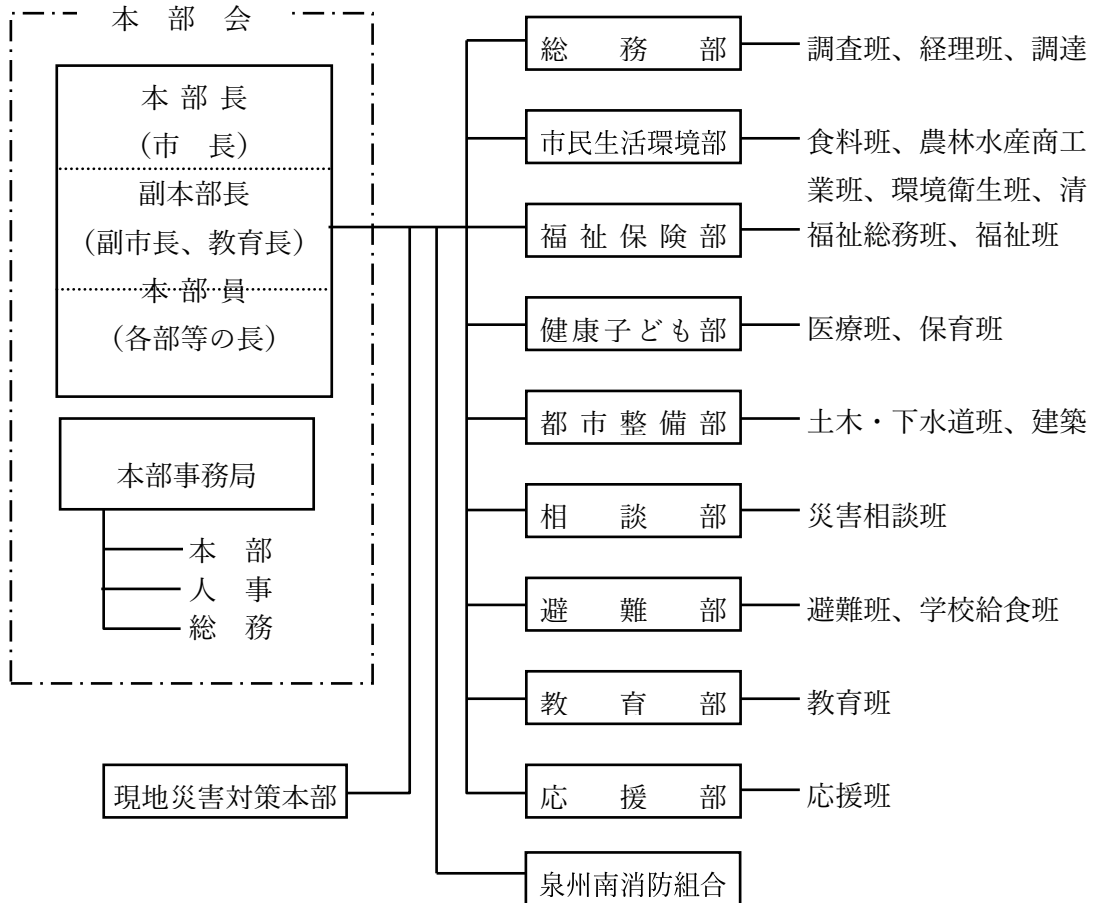 本部会
本部長
(市　長)
副本部長
(副市長、教育長)
本部員
(各部等の長)
本部事務局
本　部
人　事
総　務
現地災害対策本部
総務部
調査班、経理班、調達
市民生活環境部
食料班、農林水産商工
業班、環境衛生班、清
福祉保険部
福祉総務班、福祉班
健康子ども部
医療班、保育班
都市整備部
土木・下水道班、建築
相談部
災害相談班
避難部
避難班、学校給食班
教育部
教育班
応援部
応援班
泉州南消防組合